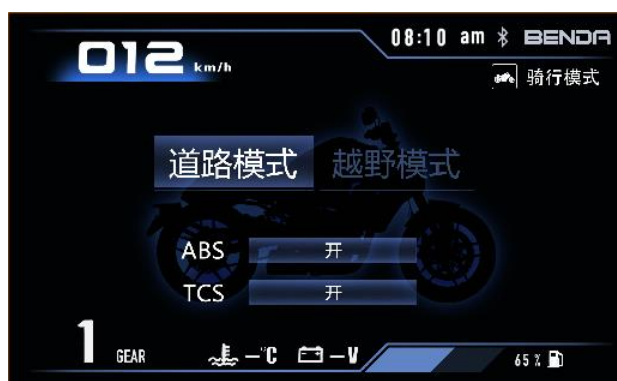 08:10 am BENDA
012 km/h
骑行模式
道路模式 越野模式
ABS 开
TCS 开
1 GEAR –°C –V 65%